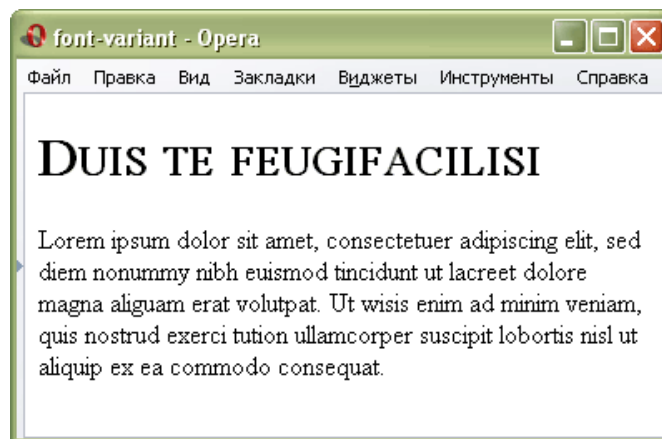 font-variant - Opera
Файл Правка Вид Закладки Виджеты Инструменты Справка
Duis te feugifacilisi
Lorem ipsum dolor sit amet, consectetuer adipiscing elit, sed
diem nonummy nibh euismod tincidunt ut lacreet dolore
magna aliguam erat volutpat. Ut wisis enim ad minim veniam,
quis nostrud exerci tution ullamcorper suscipit lobortis nisl ut
aliquip ex ea commodo consequat.